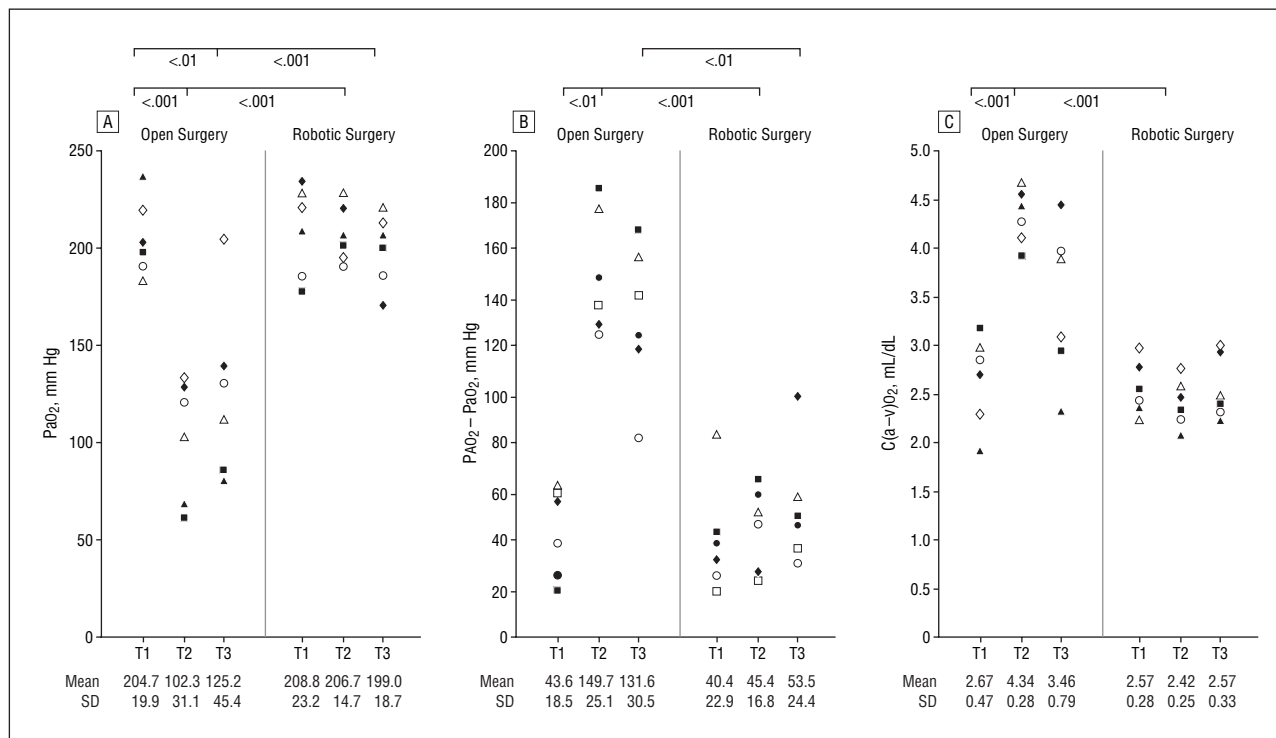 <.01 <.001
<.001 <.001
A
Open Surgery Robotic Surgery
250
200
150
100
50
0
PaO2, mm Hg
T1 T2 T3 T1 T2 T3
Mean 204.7 102.3 125.2 208.8 206.7 199.0
SD 19.9 31.1 45.4 23.2 14.7 18.7
<.01
<.01 <.001
B
Open Surgery Robotic Surgery
200
180
160
140
120
100
80
60
40
20
0
PAO2 – PaO2, mm Hg
T1 T2 T3 T1 T2 T3
43.6 149.7 131.6 40.4 45.4 53.5
18.5 25.1 30.5 22.9 16.8 24.4
<.001 <.001
C
Open Surgery Robotic Surgery
5.0
4.5
4.0
3.5
3.0
2.5
2.0
1.5
1.0
0.5
0
C(a–v)O2, mL/dL
T1 T2 T3 T1 T2 T3
Mean 2.67 4.34 3.46 2.57 2.42 2.57
SD 0.47 0.28 0.79 0.28 0.25 0.33